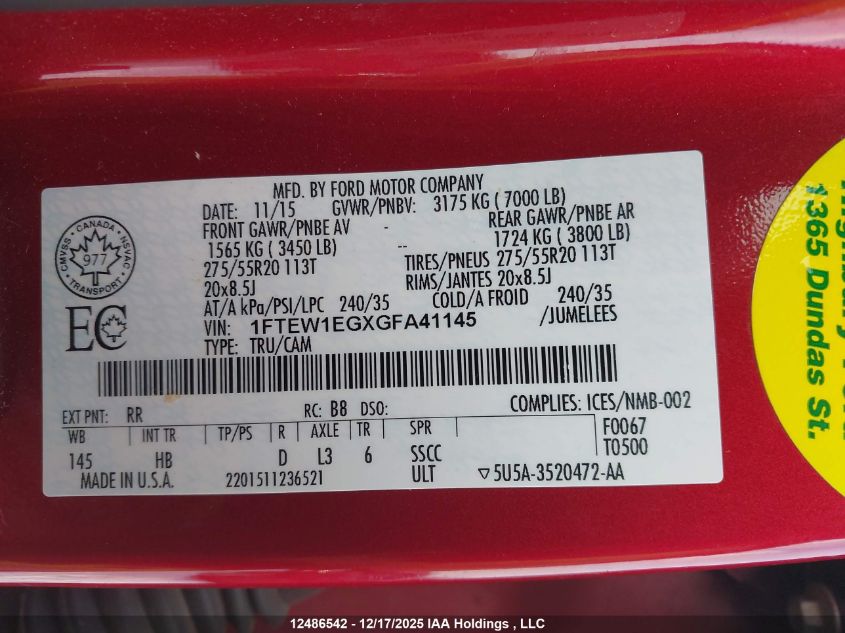 MFD. BY FORD MOTOR COMPANY
DATE: 11/15 GVWR/PNBV: 3175 KG ( 7000 LB)
FRONT GAWR/PNBE AV - REAR GAWR/PNBE AR
1565 KG ( 3450 LB) -- 1724 KG ( 3800 LB)
275/55R20 113T TIRES/PNEUS 275/55R20 113T
20x8.5J RIMS/JANTES 20x8.5J
AT/A kPa/PSI/LPC 240/35 COLD/A FROID 240/35
VIN: 1FTEW1EGXGFA41145 /JUMELEES
TYPE: TRU/CAM
CANADA
CMVSS NSVAC
977
TRANSPORT
EC
EXT PNT: RR RC: B8 DSO: COMPLIES: ICES/NMB-002
WB INT TR TP/PS R AXLE TR SPR F0067
145 HB D L3 6 SSCC T0500
MADE IN U.S.A. 2201511236521 ULT ▽5U5A-3520472-AA
1365 Dundas St.
12486542 - 12/17/2025 IAA Holdings , LLC